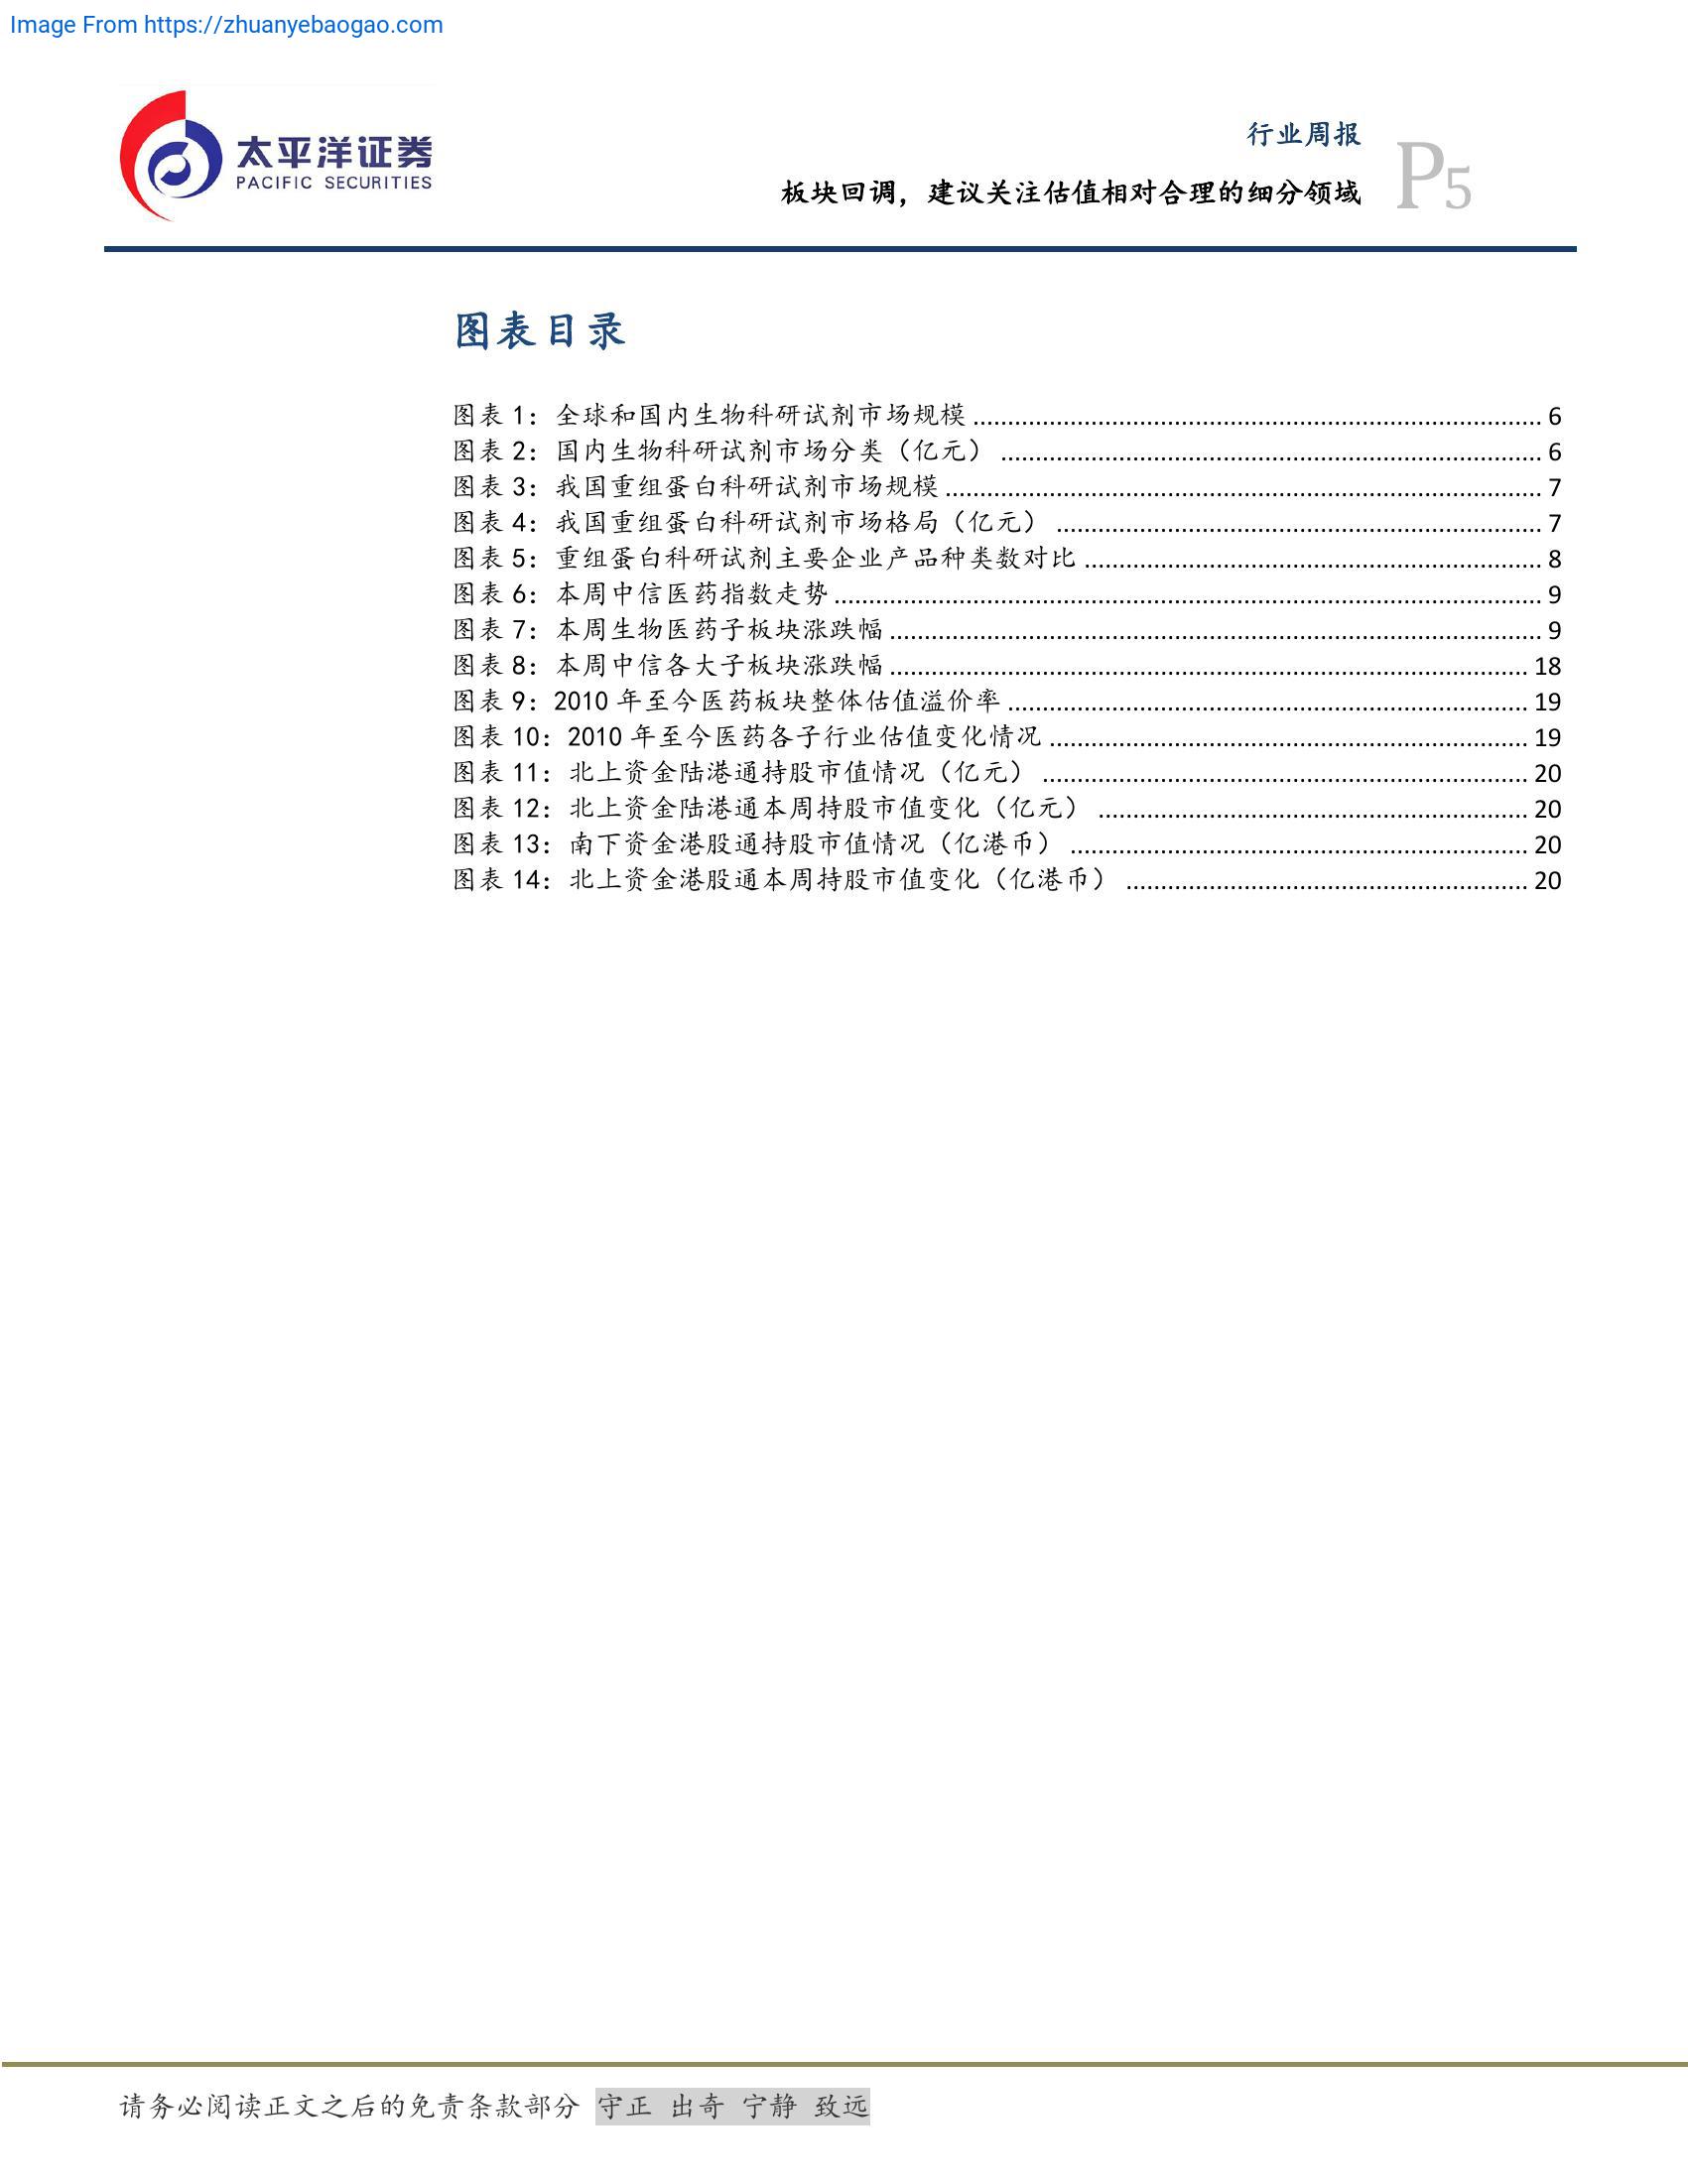 Image From https://zhuanyebaogao.com
太平洋证券
PACIFIC SECURITIES
行业周报
板块回调，建议关注估值相对合理的细分领域
P5
图表目录
图表 1：全球和国内生物科研试剂市场规模 ........ 6
图表 2：国内生物科研试剂市场分类（亿元） ........ 6
图表 3：我国重组蛋白科研试剂市场规模 ........ 7
图表 4：我国重组蛋白科研试剂市场格局（亿元） ........ 7
图表 5：重组蛋白科研试剂主要企业产品种类数对比 ........ 8
图表 6：本周中信医药指数走势 ........ 9
图表 7：本周生物医药子板块涨跌幅 ........ 9
图表 8：本周中信各大子板块涨跌幅 ........ 18
图表 9：2010 年至今医药板块整体估值溢价率 ........ 19
图表 10：2010 年至今医药各子行业估值变化情况 ........ 19
图表 11：北上资金陆港通持股市值情况（亿元） ........ 20
图表 12：北上资金陆港通本周持股市值变化（亿元） ........ 20
图表 13：南下资金港股通持股市值情况（亿港币） ........ 20
图表 14：北上资金港股通本周持股市值变化（亿港币） ........ 20
请务必阅读正文之后的免责条款部分 守正 出奇 宁静 致远